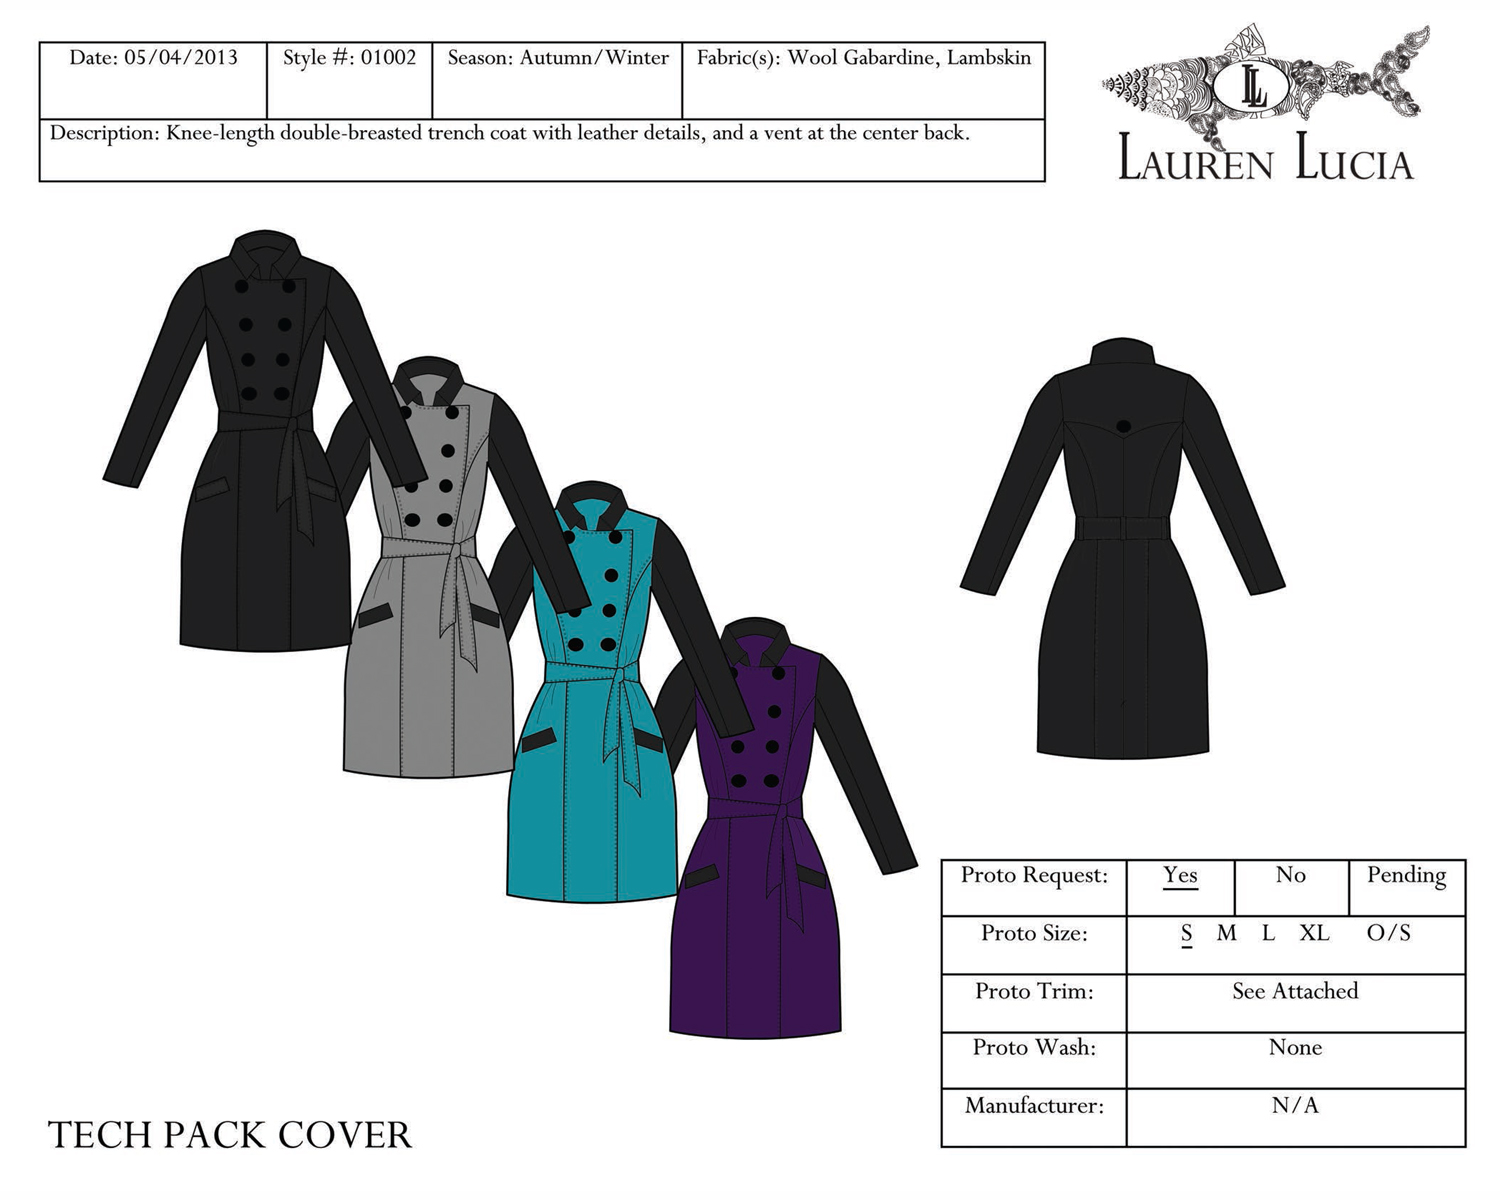 Date: 05/04/2013
Style #: 01002
Season: Autumn/Winter
Fabric(s): Wool Gabardine, Lambskin
Description: Knee-length double-breasted trench coat with leather details, and a vent at the center back.
LL
LAUREN LUCIA
Proto Request: Yes No Pending
Proto Size: S M L XL O/S
Proto Trim: See Attached
Proto Wash: None
Manufacturer: N/A
TECH PACK COVER